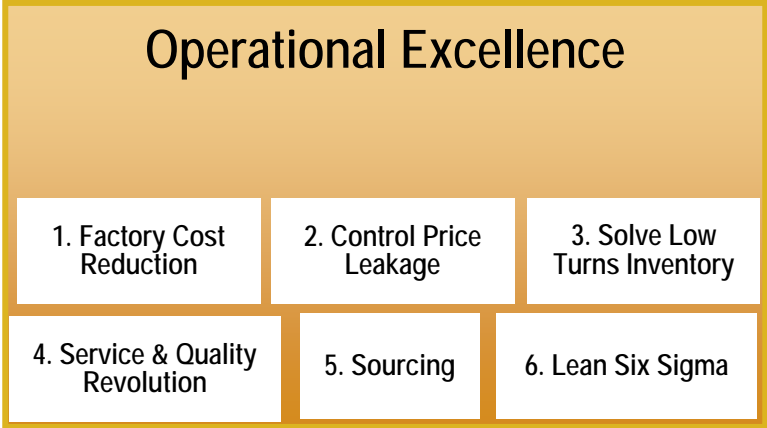 Operational Excellence
1. Factory Cost
Reduction
2. Control Price
Leakage
3. Solve Low
Turns Inventory
4. Service & Quality
Revolution
5. Sourcing
6. Lean Six Sigma